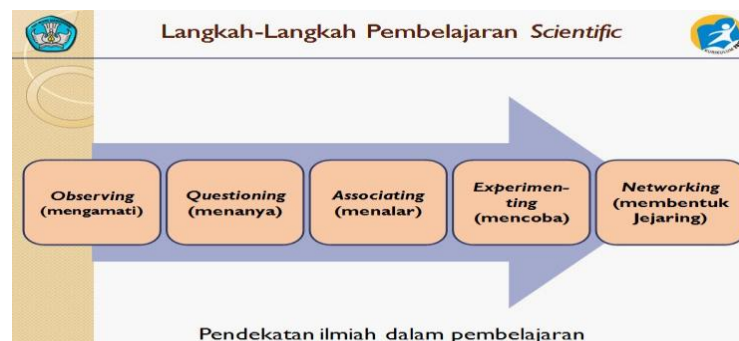 Langkah-Langkah Pembelajaran Scientific
Observing
(mengamati)
Questioning
(menanya)
Associating
(menalar)
Experimen-
ting
(mencoba)
Networking
(membentuk
Jejaring)
Pendekatan ilmiah dalam pembelajaran